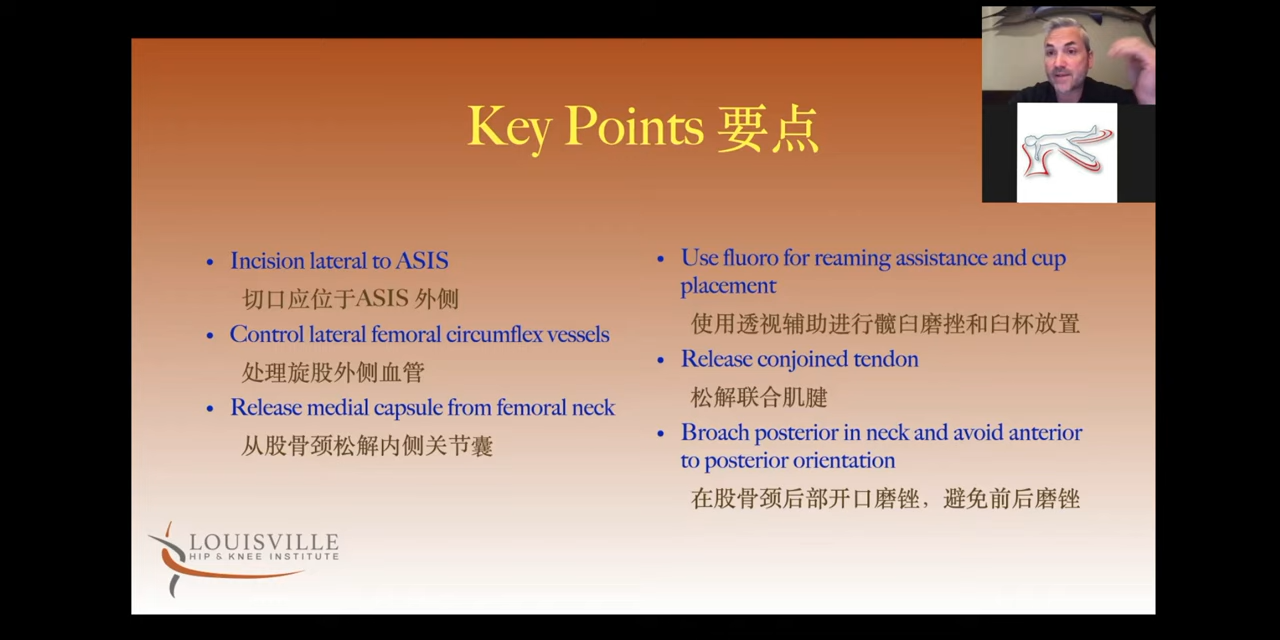 Key Points 要点
• Incision lateral to ASIS
切口应位于ASIS 外侧
• Control lateral femoral circumflex vessels
处理旋股外侧血管
• Release medial capsule from femoral neck
从股骨颈松解内侧关节囊
• Use fluoro for reaming assistance and cup
placement
使用透视辅助进行髋臼磨挫和臼杯放置
• Release conjoined tendon
松解联合肌腱
• Broach posterior in neck and avoid anterior
to posterior orientation
在股骨颈后部开口磨锉，避免前后磨锉
LOUISVILLE
HIP & KNEE INSTITUTE